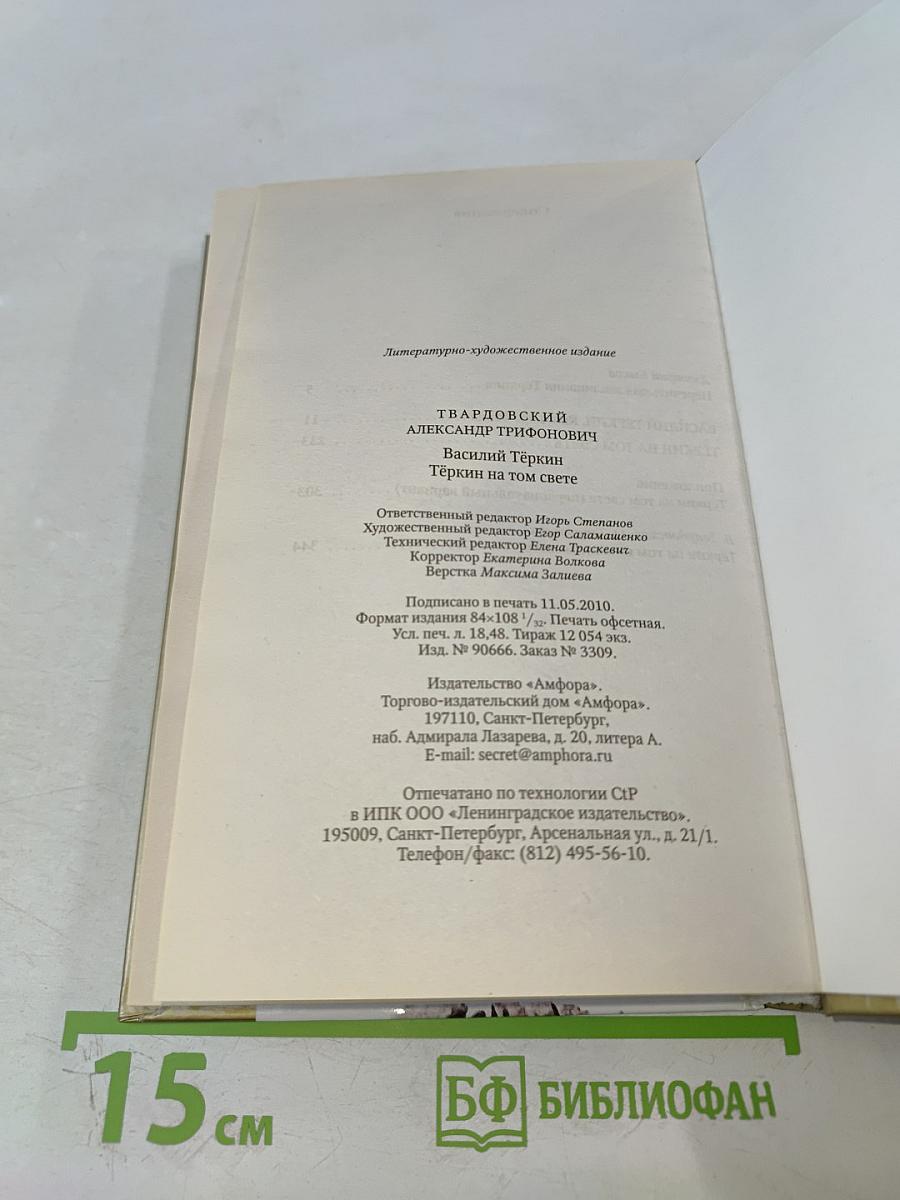 Литературно-художественное издание
ТВАРДОВСКИЙ
АЛЕКСАНДР ТРИФОНОВИЧ
Василий Тёркин
Тёркин на том свете
Ответственный редактор Игорь Степанов
Художественный редактор Егор Саламашенко
Технический редактор Елена Траскевич
Корректор Екатерина Волкова
Верстка Максима Залиева
Подписано в печать 11.05.2010.
Формат издания 84×108 1/32. Печать офсетная.
Усл. печ. л. 18,48. Тираж 12 054 экз.
Изд. № 90666. Заказ № 3309.
Издательство «Амфора».
Торгово-издательский дом «Амфора».
197110, Санкт-Петербург,
наб. Адмирала Лазарева, д. 20, литера А.
E-mail: secret@amphora.ru
Отпечатано по технологии CtP
в ИПК ООО «Ленинградское издательство».
195009, Санкт-Петербург, Арсенальная ул., д. 21/1.
Телефон/факс: (812) 495-56-10.
15 см
БФ БИБЛИОФАН